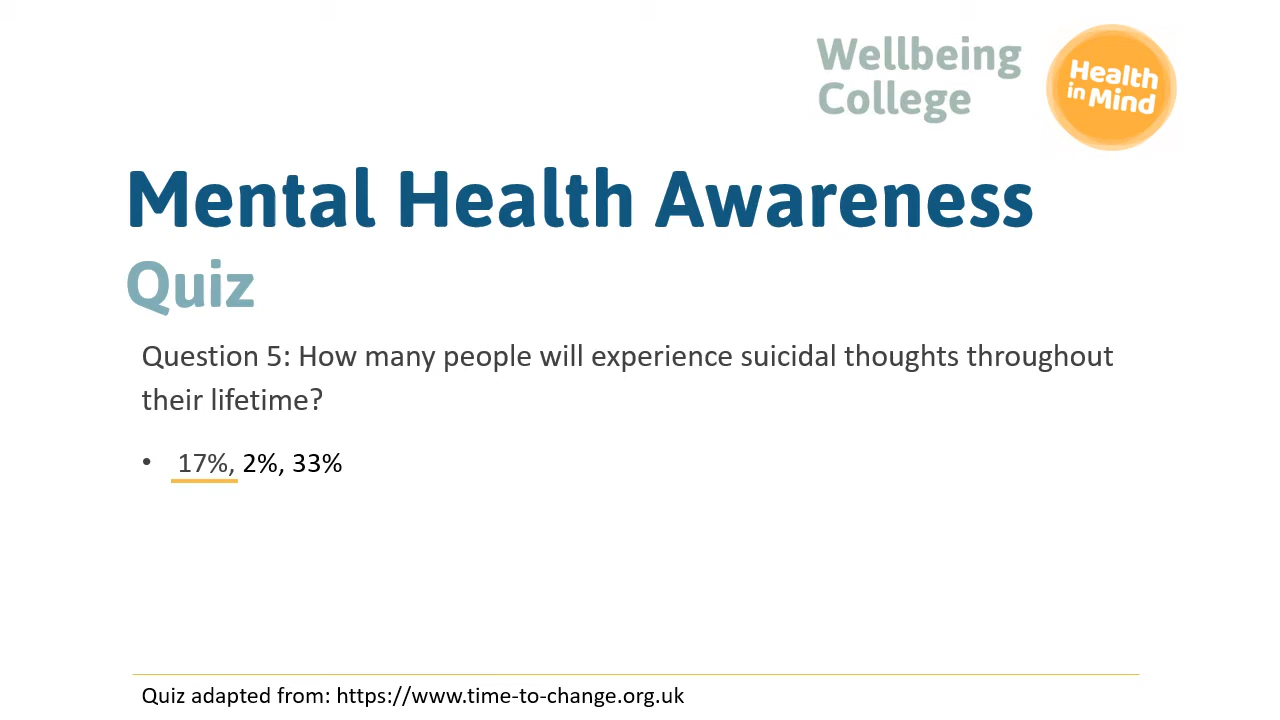 Wellbeing
College
Health
in Mind
Mental Health Awareness
Quiz
Question 5: How many people will experience suicidal thoughts throughout
their lifetime?
• 17%, 2%, 33%
Quiz adapted from: https://www.time-to-change.org.uk